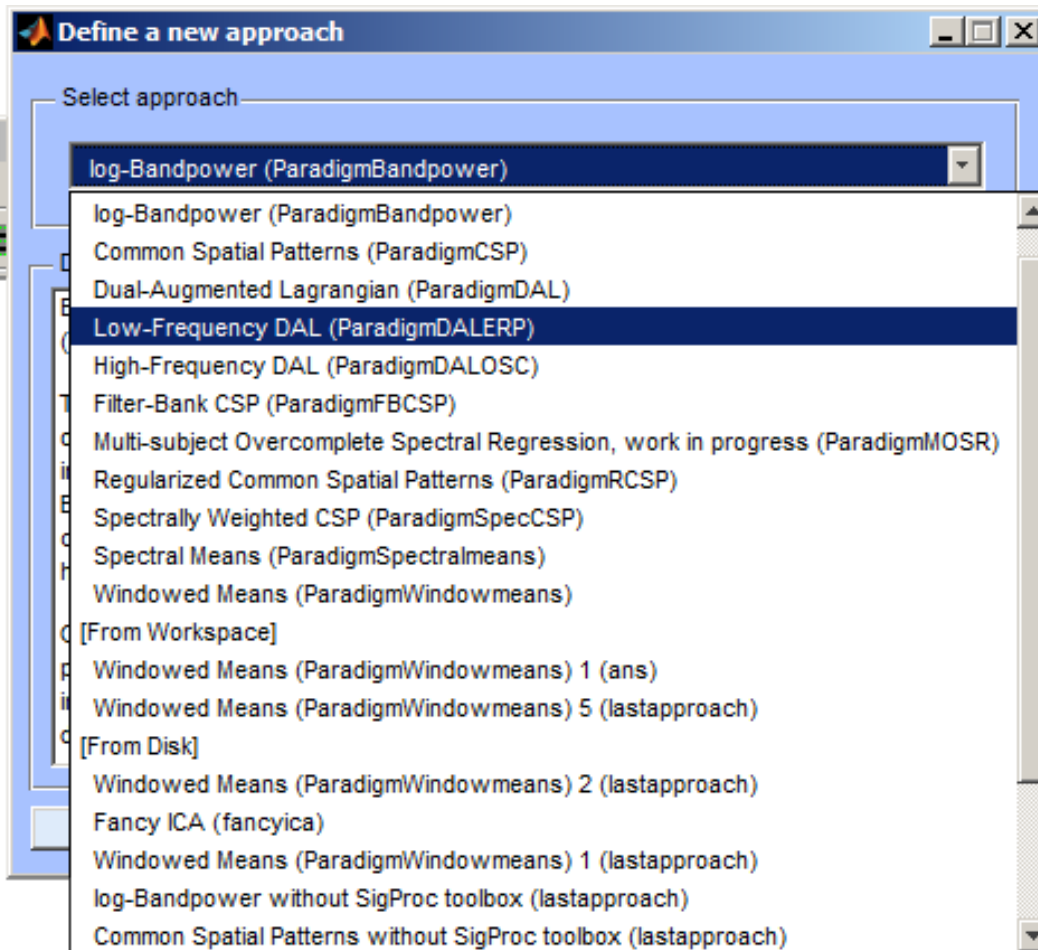 Define a new approach
Select approach
log-Bandpower (ParadigmBandpower)
log-Bandpower (ParadigmBandpower)
Common Spatial Patterns (ParadigmCSP)
Dual-Augmented Lagrangian (ParadigmDAL)
Low-Frequency DAL (ParadigmDALERP)
High-Frequency DAL (ParadigmDALOSC)
Filter-Bank CSP (ParadigmFBCSP)
Multi-subject Overcomplete Spectral Regression, work in progress (ParadigmMOSR)
Regularized Common Spatial Patterns (ParadigmRCSP)
Spectrally Weighted CSP (ParadigmSpecCSP)
Spectral Means (ParadigmSpectralmeans)
Windowed Means (ParadigmWindowmeans)
[From Workspace]
Windowed Means (ParadigmWindowmeans) 1 (ans)
Windowed Means (ParadigmWindowmeans) 5 (lastapproach)
[From Disk]
Windowed Means (ParadigmWindowmeans) 2 (lastapproach)
Fancy ICA (fancyica)
Windowed Means (ParadigmWindowmeans) 1 (lastapproach)
log-Bandpower without SigProc toolbox (lastapproach)
Common Spatial Patterns without SigProc toolbox (lastapproach)